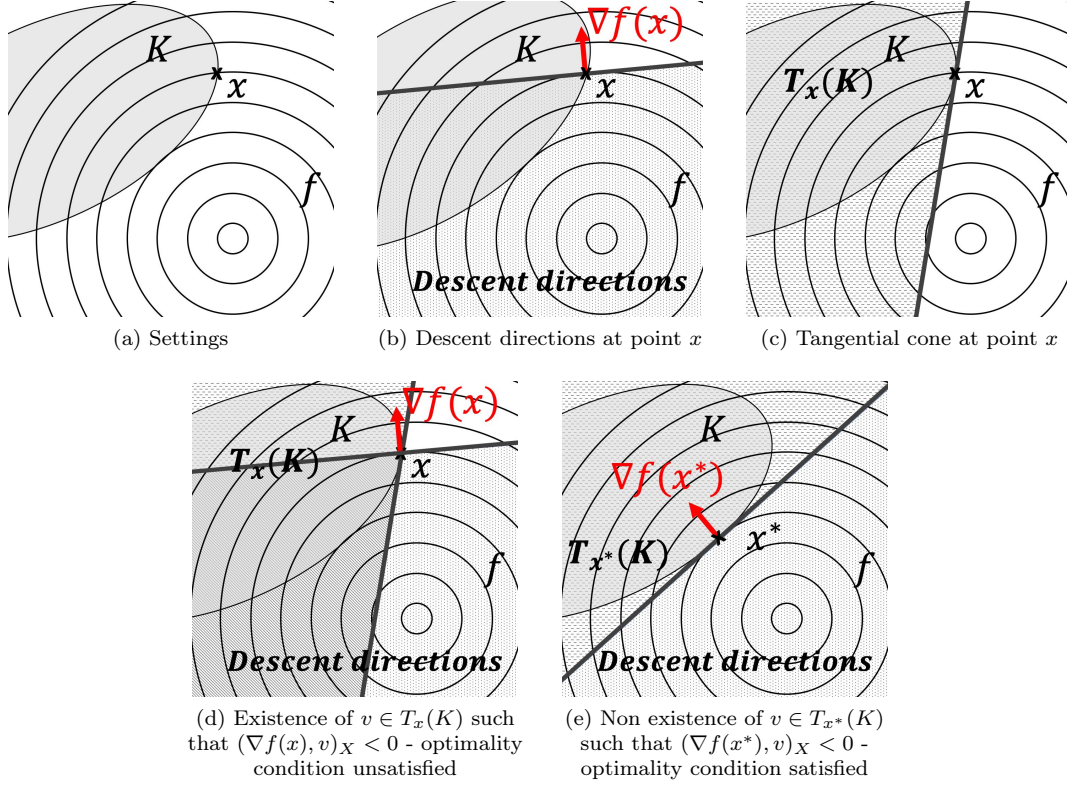 K
x
f
(a) Settings
∇f(x)
K
x
f
Descent directions
(b) Descent directions at point x
K
T_x(K)
x
f
(c) Tangential cone at point x
∇f(x)
K
T_x(K)
x
f
Descent directions
(d) Existence of v ∈ T_x(K) such
that (∇f(x), v)_X < 0 - optimality
condition unsatisfied
K
∇f(x*)
x*
T_{x*}(K)
f
Descent directions
(e) Non existence of v ∈ T_{x*}(K)
such that (∇f(x*), v)_X < 0 -
optimality condition satisfied